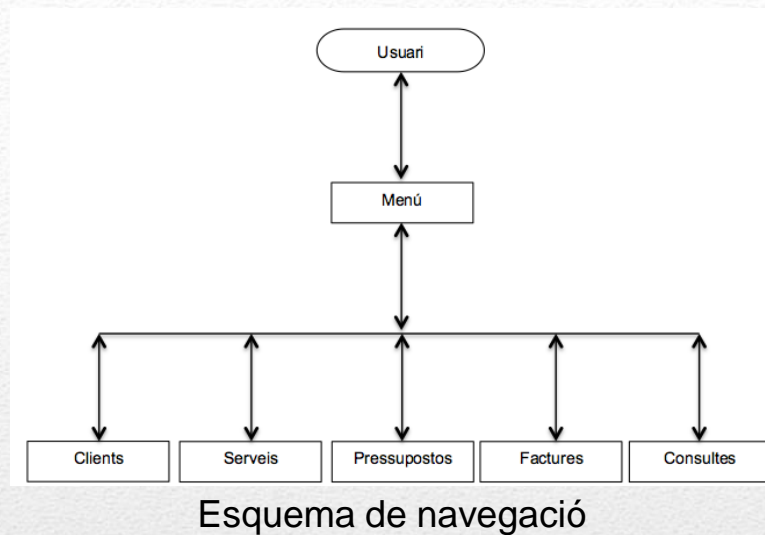 Usuari
Menú
Clients
Serveis
Pressupostos
Factures
Consultes
Esquema de navegació